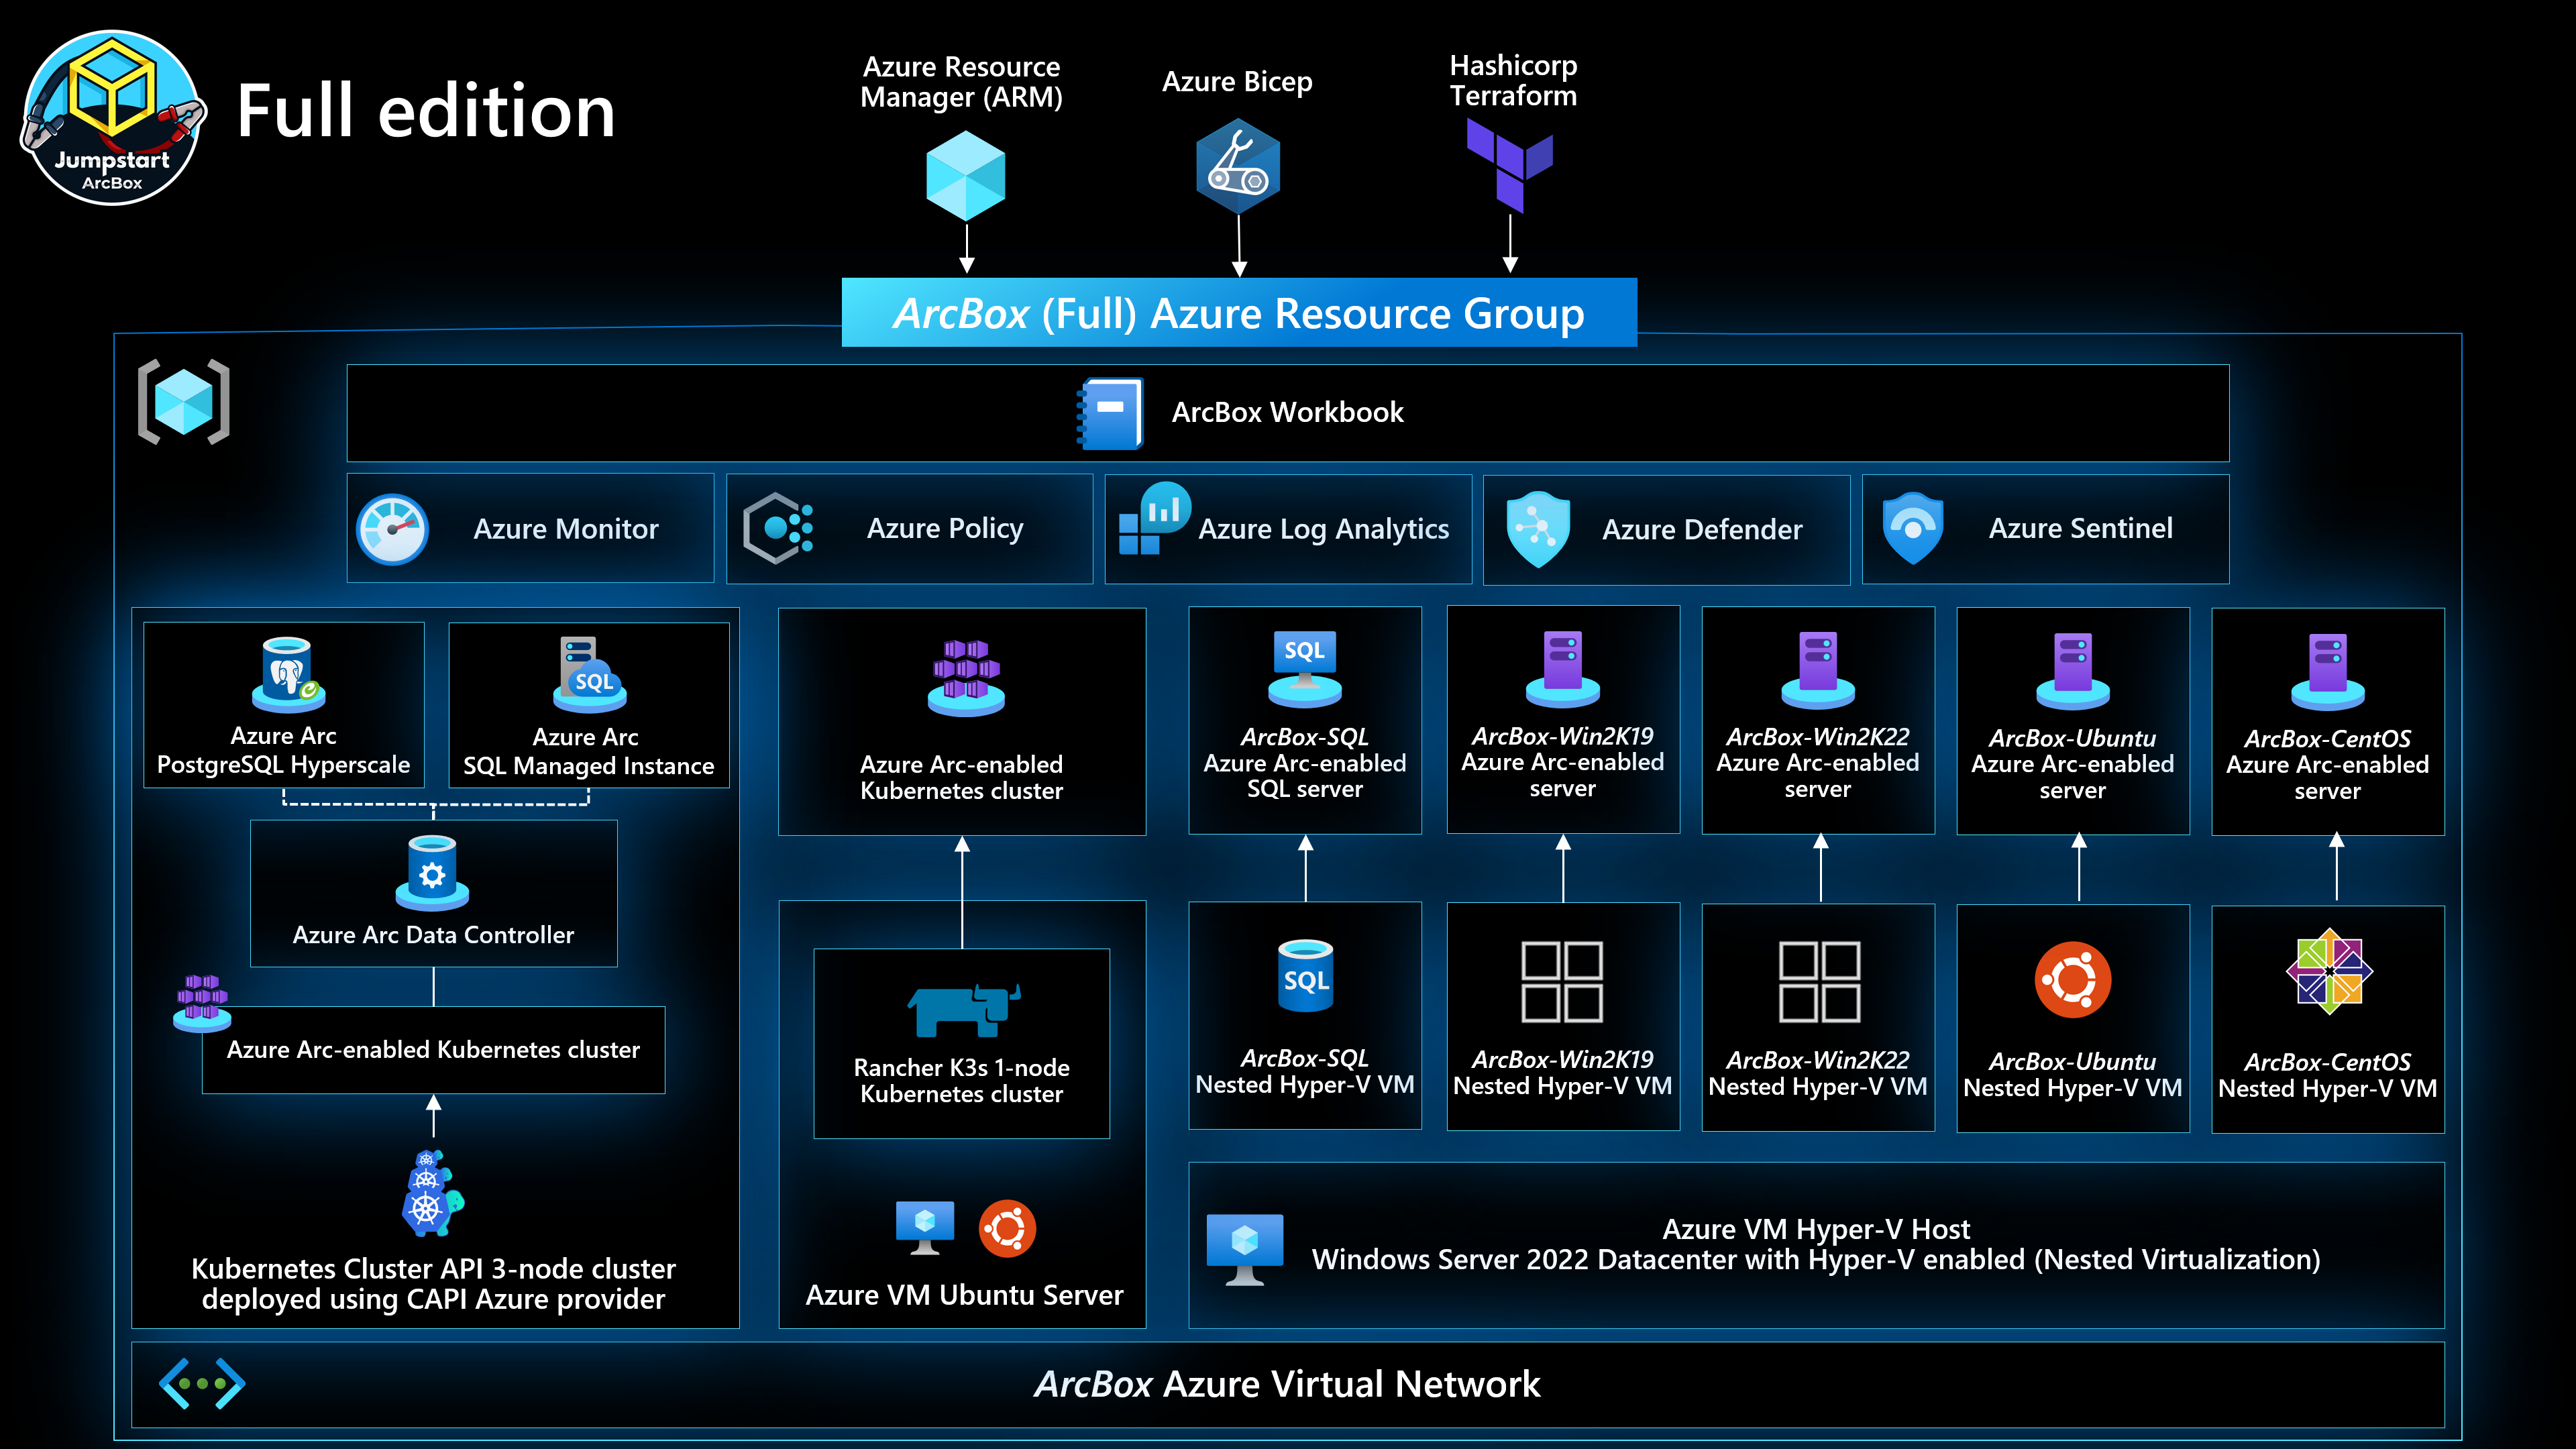 Jumpstart
ArcBox
Full edition
Azure Resource
Manager (ARM)
Azure Bicep
Hashicorp
Terraform
ArcBox (Full) Azure Resource Group
ArcBox Workbook
Azure Monitor
Azure Policy
Azure Log Analytics
Azure Defender
Azure Sentinel
Azure Arc
PostgreSQL Hyperscale
SQL
Azure Arc
SQL Managed Instance
Azure Arc Data Controller
Azure Arc-enabled Kubernetes cluster
Kubernetes Cluster API 3-node cluster
deployed using CAPI Azure provider
Azure Arc-enabled
Kubernetes cluster
Rancher K3s 1-node
Kubernetes cluster
Azure VM Ubuntu Server
SQL
ArcBox-SQL
Azure Arc-enabled
SQL server
ArcBox-Win2K19
Azure Arc-enabled
server
ArcBox-Win2K22
Azure Arc-enabled
server
ArcBox-Ubuntu
Azure Arc-enabled
server
ArcBox-CentOS
Azure Arc-enabled
server
SQL
ArcBox-SQL
Nested Hyper-V VM
ArcBox-Win2K19
Nested Hyper-V VM
ArcBox-Win2K22
Nested Hyper-V VM
ArcBox-Ubuntu
Nested Hyper-V VM
ArcBox-CentOS
Nested Hyper-V VM
Azure VM Hyper-V Host
Windows Server 2022 Datacenter with Hyper-V enabled (Nested Virtualization)
ArcBox Azure Virtual Network